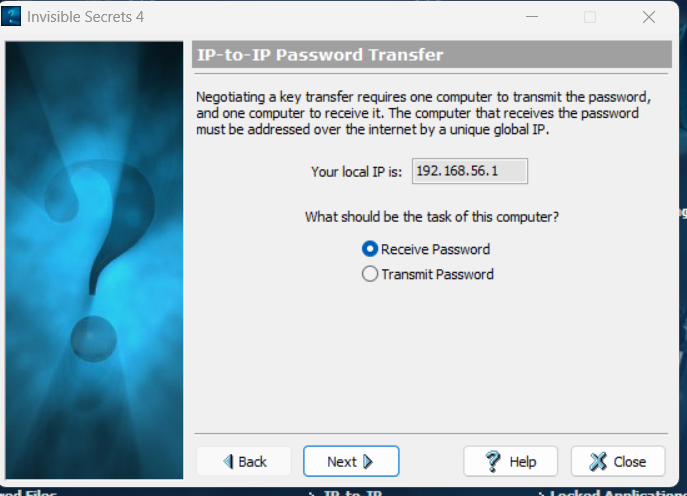 Invisible Secrets 4
IP-to-IP Password Transfer
Negotiating a key transfer requires one computer to transmit the password,
and one computer to receive it. The computer that receives the password
must be addressed over the internet by a unique global IP.
Your local IP is: 192.168.56.1
What should be the task of this computer?
Receive Password
Transmit Password
Back Next Help Close
IP-to-IP Locked Applications